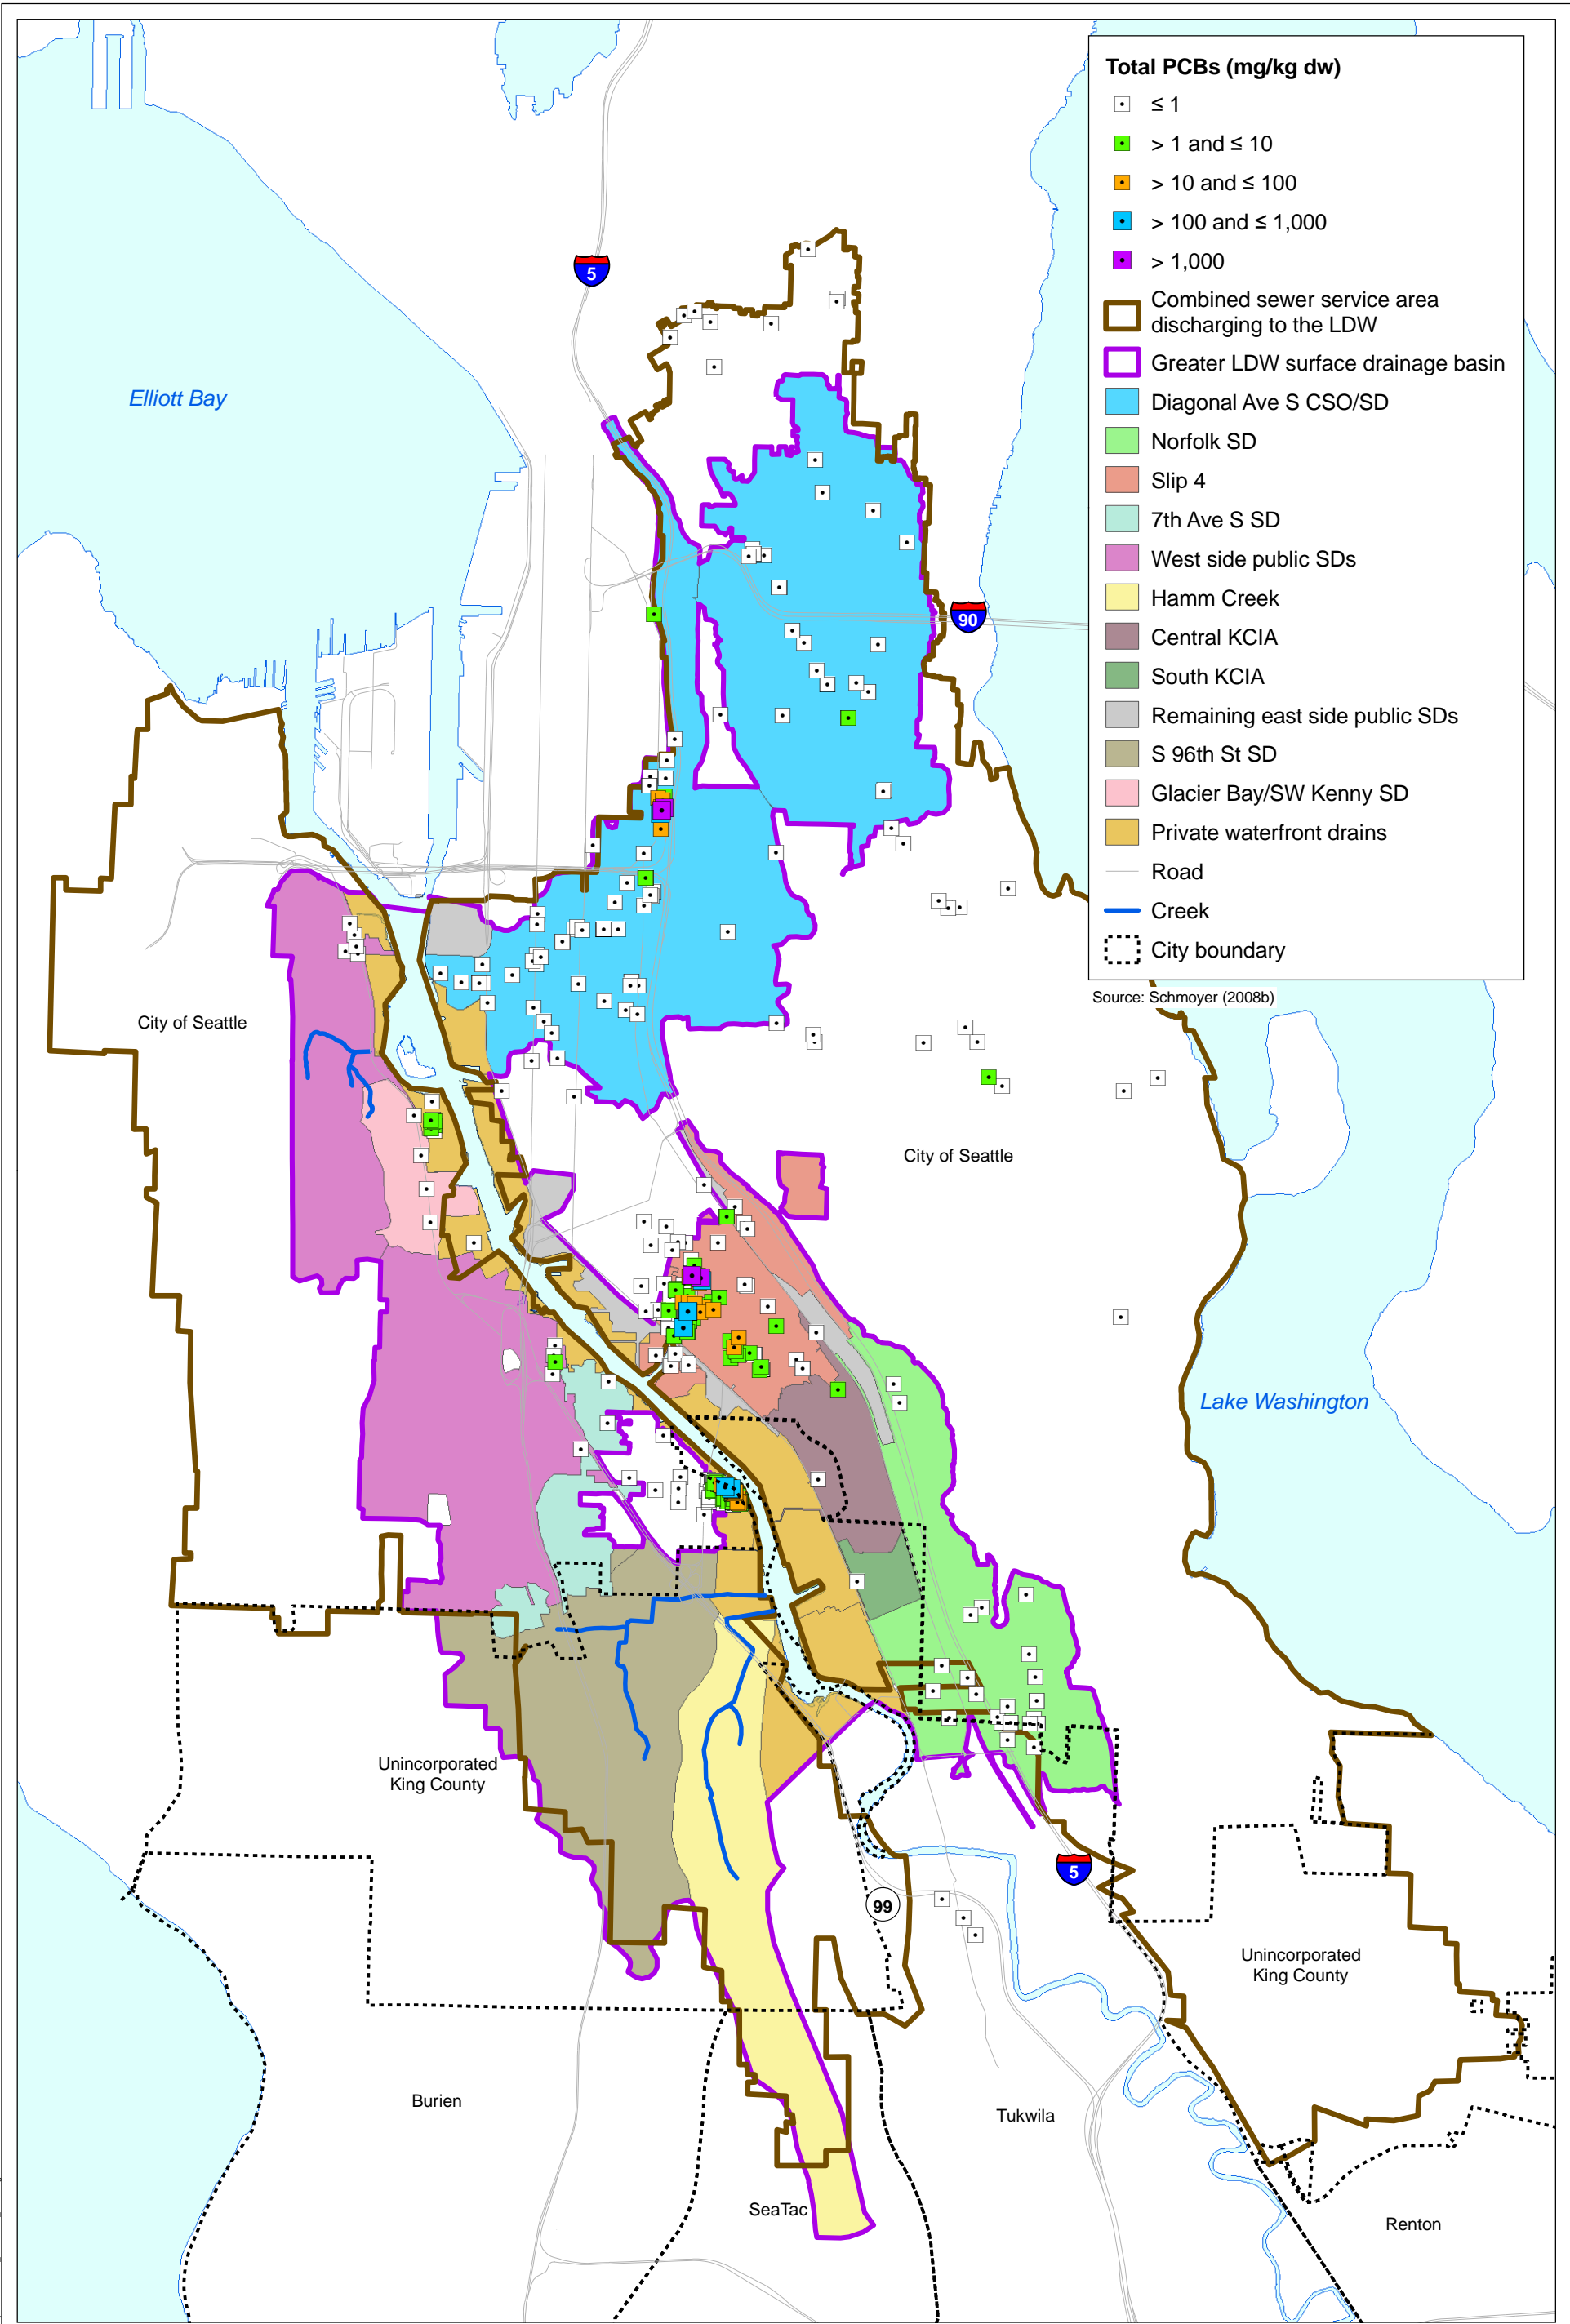 Total PCBs (mg/kg dw)
≤ 1
> 1 and ≤ 10
> 10 and ≤ 100
> 100 and ≤ 1,000
> 1,000
Combined sewer service area
discharging to the LDW
Greater LDW surface drainage basin
Diagonal Ave S CSO/SD
Norfolk SD
Slip 4
7th Ave S SD
West side public SDs
Hamm Creek
Central KCIA
South KCIA
Remaining east side public SDs
S 96th St SD
Glacier Bay/SW Kenny SD
Private waterfront drains
Road
Creek
City boundary
Source: Schmoyer (2008b)
5
Elliott Bay
90
City of Seattle
City of Seattle
Lake Washington
Unincorporated
King County
5
99
Unincorporated
King County
Burien
Tukwila
SeaTac
Renton